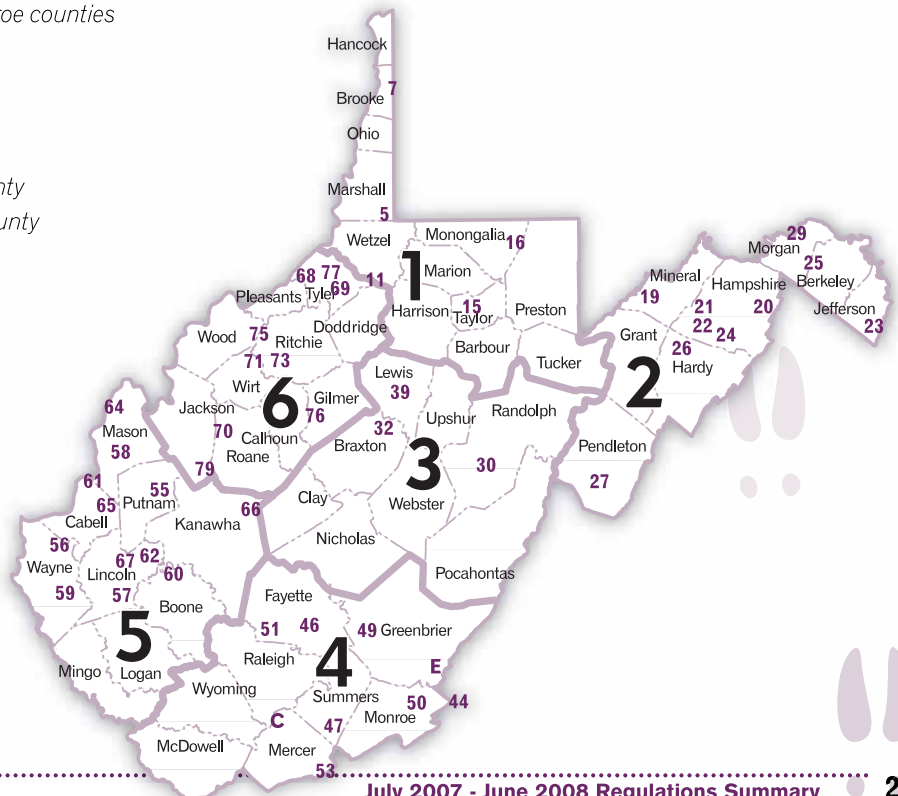 roe counties
nty
unty
Hancock
7
Brooke
Ohio
Marshall
5
Wetzel
Monongalia
16
1
Marion
11
Harrison
15
Taylor
Preston
Barbour
Tucker
29
Morgan
25
Berkeley
Jefferson
23
Mineral
19
Hampshire
21
20
22
24
Grant
26
Hardy
2
Pendleton
27
68
77
69
Pleasants
Tyler
Doddridge
Wood
75
Ritchie
71
73
Wirt
6
Gilmer
76
Jackson
70
Calhoun
Roane
79
Lewis
39
Upshur
Randolph
32
Braxton
3
30
Webster
Clay
Nicholas
Pocahontas
64
Mason
58
61
65
55
Putnam
Cabell
Kanawha
66
56
Wayne
67
62
Lincoln
60
59
57
Boone
5
Mingo
Logan
Fayette
51
46
49
Greenbrier
Raleigh
4
E
Wyoming
Summers
50
44
C
47
Monroe
McDowell
Mercer
53
July 2007 - June 2008 Regulations Summary
2